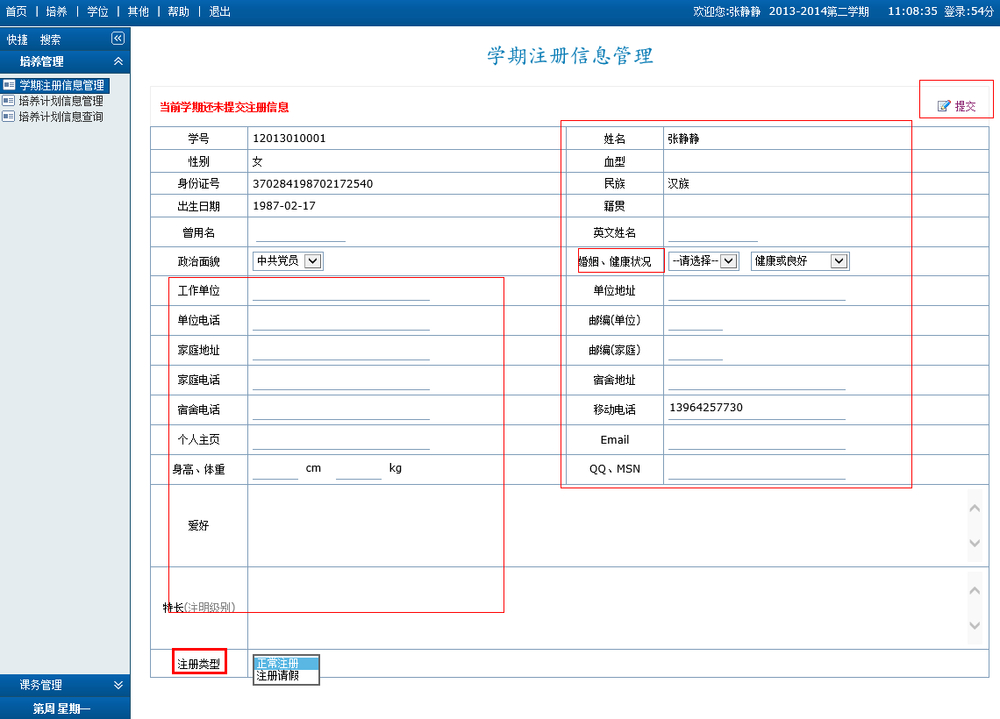 首页 | 培养 | 学位 | 其他 | 帮助 | 退出 欢迎您:张静静 2013-2014第二学期 11:08:35 登录:54分
快捷 搜索
培养管理
学期注册信息管理
培养计划信息管理
培养计划信息查询
学期注册信息管理
当前学期还未提交注册信息 提交
学号 12013010001 姓名 张静静
性别 女 血型
身份证号 370284198702172540 民族 汉族
出生日期 1987-02-17 籍贯
曾用名 英文姓名
政治面貌 中共党员 婚姻、健康状况 --请选择-- 健康或良好
工作单位 单位地址
单位电话 邮编(单位)
家庭地址 邮编(家庭)
家庭电话 宿舍地址
宿舍电话 移动电话 13964257730
个人主页 Email
身高、体重 cm kg QQ、MSN
爱好
特长(注明级别)
注册类型 正常注册
注册请假
课务管理
第周 星期一